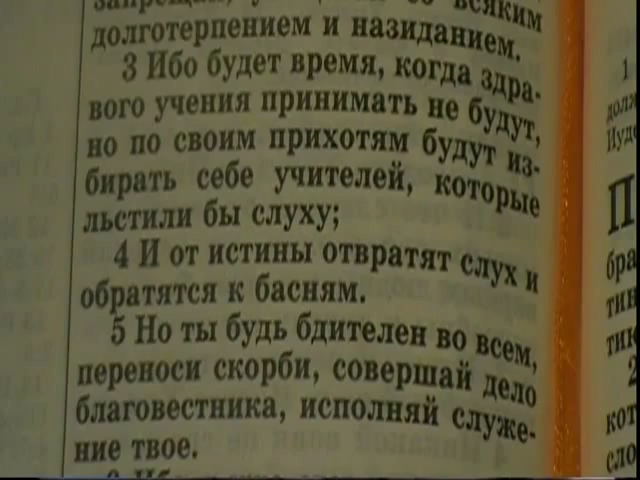 долготерпением и назиданием.
3 Ибо будет время, когда здра-
вого учения принимать не будут,
но по своим прихотям будут из-
бирать себе учителей, которые
льстили бы слуху;
4 И от истины отвратят слух и
обратятся к басням.
5 Но ты будь бдителен во всем,
переноси скорби, совершай дело
благовестника, исполняй служе-
ние твое.